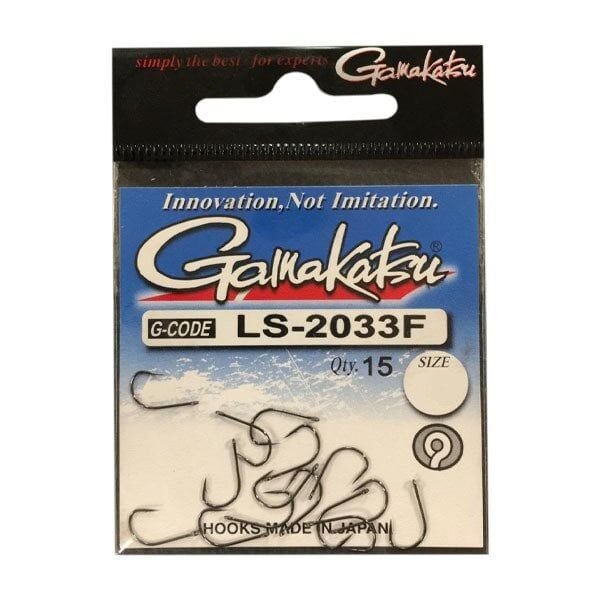 simply the best - for experts Gamakatsu
Innovation, Not Imitation.
Gamakatsu®
G-CODE LS-2033F
Qty. 15 SIZE
HOOKS MADE IN JAPAN